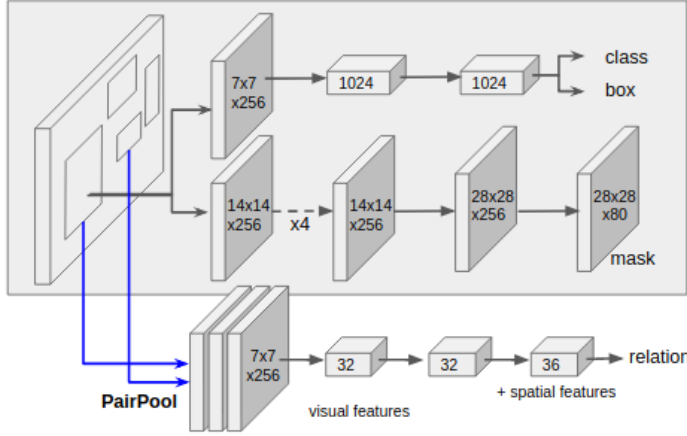 7x7
x256
1024
1024
class
box
14x14
x256
x4
14x14
x256
28x28
x256
28x28
x80
mask
7x7
x256
32
32
36
relation
PairPool
visual features
+ spatial features